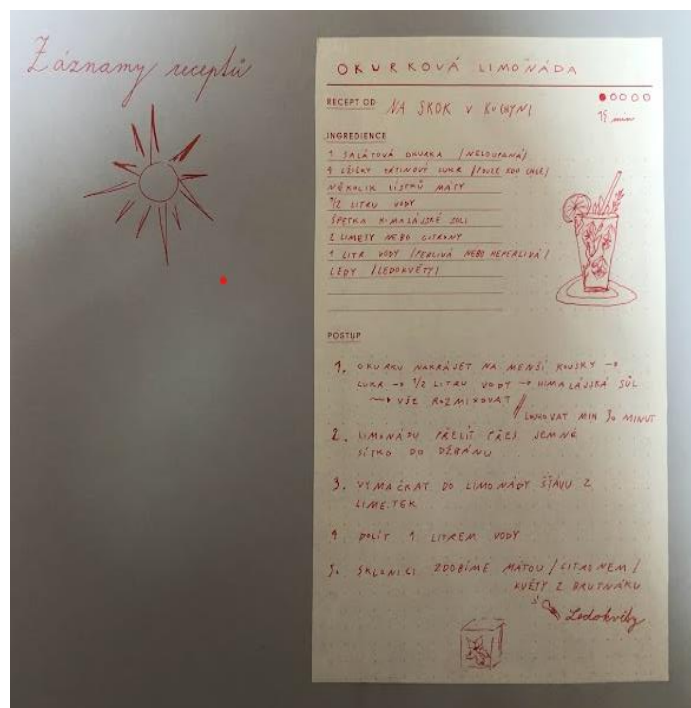 Záznamy receptů
OKURKOVÁ LIMONÁDA
RECEPT OD NA SKOK V KUCHYNI
15 min
INGREDIENCE
1 SALÁTOVÁ OKURKA /NELOUPANÁ/
4 LŽIČKY TŘTINOVÝ CUKR /PODLE
NĚKOLIK LÍSTKŮ MÁTY
1/2 LITRU VODY
ŠPETKA HIMALÁJSKÉ SOLI
2 LIMETY NEBO CITRONY
1 LITR VODY /PERLIVÁ NEBO NEPERLIVÁ/
LEDY /LEDOKVĚTY/
POSTUP
1. OKURKU NAKRÁJET NA MENŠÍ KOUSKY →
CUKR → 1/2 LITRU VODY → HIMALÁJSKÁ SŮL
→ VŠE ROZMIXOVAT
LOUHOVAT MIN 30 MINUT
2. LIMONÁDU PŘELÍT PŘES JEMNÉ
SÍTKO DO DŽBÁNU
3. VYMAČKAT DO LIMONÁDY ŠŤÁVU Z
LIMETEK
4 DOLÍT 1 LITREM VODY
5. SKLENICI ZDOBÍME MÁTOU / CITRONEM /
KVĚTY Z BRUTNÁKU
Ledokvěty